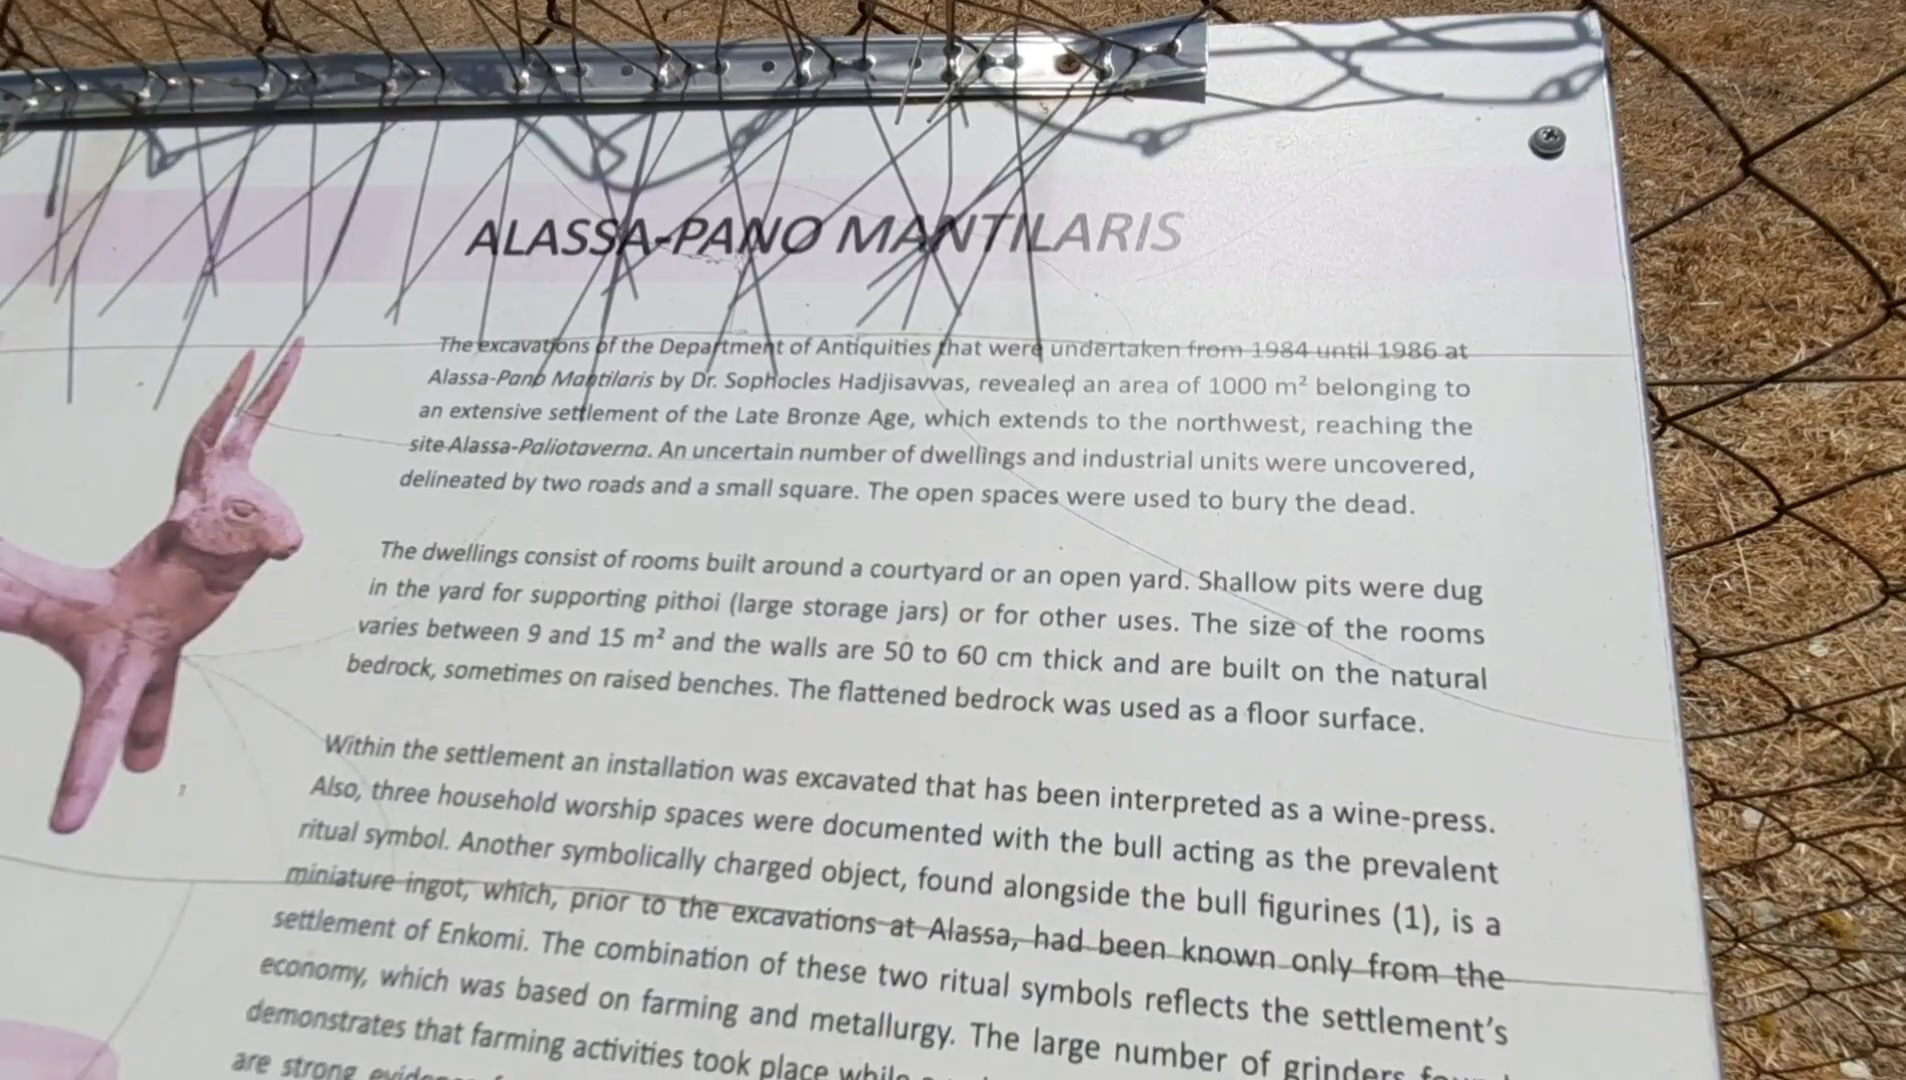 ALASSA-PANO MANTILARIS
The excavations of the Department of Antiquities that were undertaken from 1984 until 1986 at
Alassa-Pano Mantilaris by Dr. Sophocles Hadjisavvas, revealed an area of 1000 m² belonging to
an extensive settlement of the Late Bronze Age, which extends to the northwest, reaching the
site Alassa-Paliotaverna. An uncertain number of dwellings and industrial units were uncovered,
delineated by two roads and a small square. The open spaces were used to bury the dead.
The dwellings consist of rooms built around a courtyard or an open yard. Shallow pits were dug
in the yard for supporting pithoi (large storage jars) or for other uses. The size of the rooms
varies between 9 and 15 m² and the walls are 50 to 60 cm thick and are built on the natural
bedrock, sometimes on raised benches. The flattened bedrock was used as a floor surface.
Within the settlement an installation was excavated that has been interpreted as a wine-press.
Also, three household worship spaces were documented with the bull acting as the prevalent
ritual symbol. Another symbolically charged object, found alongside the bull figurines (1), is a
miniature ingot, which, prior to the excavations at Alassa, had been known only from the
settlement of Enkomi. The combination of these two ritual symbols reflects the settlement's
economy, which was based on farming and metallurgy. The large number of grinders
demonstrates that farming activities took place while
are strong